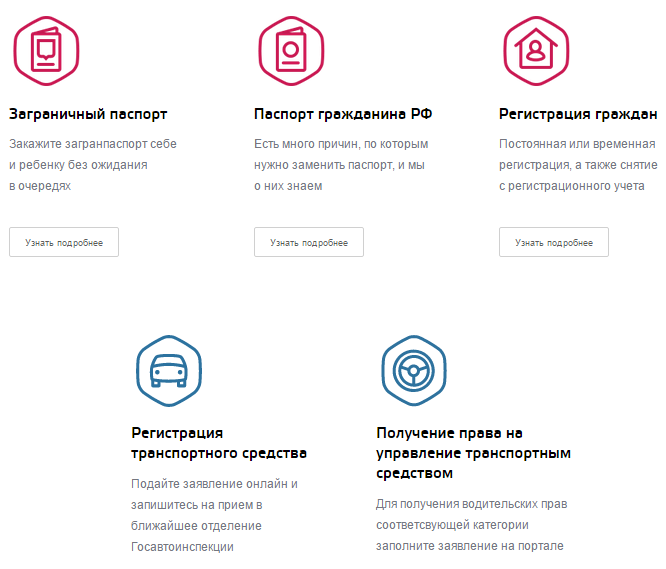 Заграничный паспорт
Закажите загранпаспорт себе
и ребенку без ожидания
в очередях
Узнать подробнее
Паспорт гражданина РФ
Есть много причин, по которым
нужно заменить паспорт, и мы
о них знаем
Узнать подробнее
Регистрация граждан
Постоянная или временная
регистрация, а также снятие
с регистрационного учета
Узнать подробнее
Регистрация
транспортного средства
Подайте заявление онлайн и
запишитесь на прием в
ближайшее отделение
Госавтоинспекции
Получение права на
управление транспортным
средством
Для получения водительских прав
соответсвующей категории
заполните заявление на портале